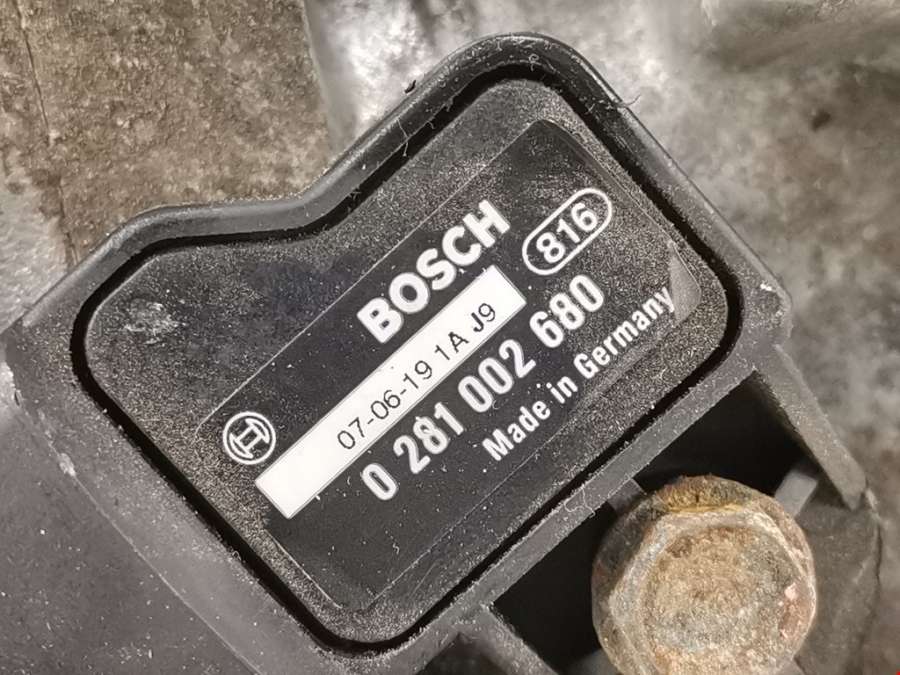 BOSCH
816
07-06-19 1A J9
0 281 002 680
Made in Germany